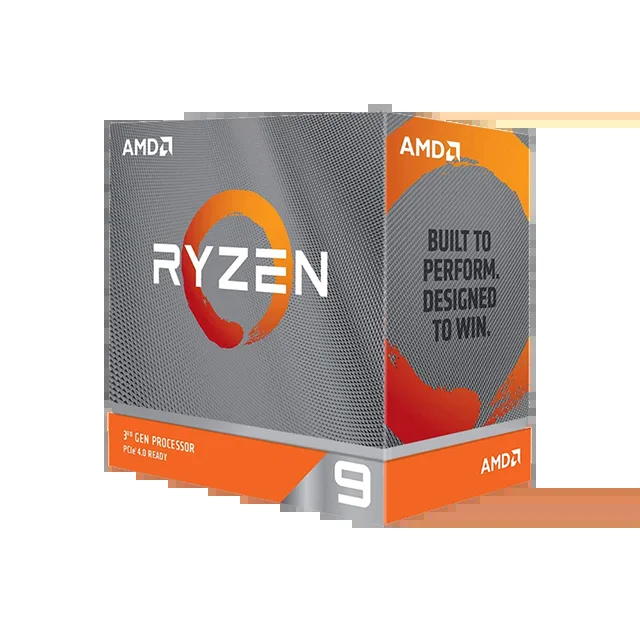 AMD
RYZEN
3RD GEN PROCESSOR
PCIe® 4.0 READY
9
AMD
BUILT TO
PERFORM.
DESIGNED
TO WIN.
AMD